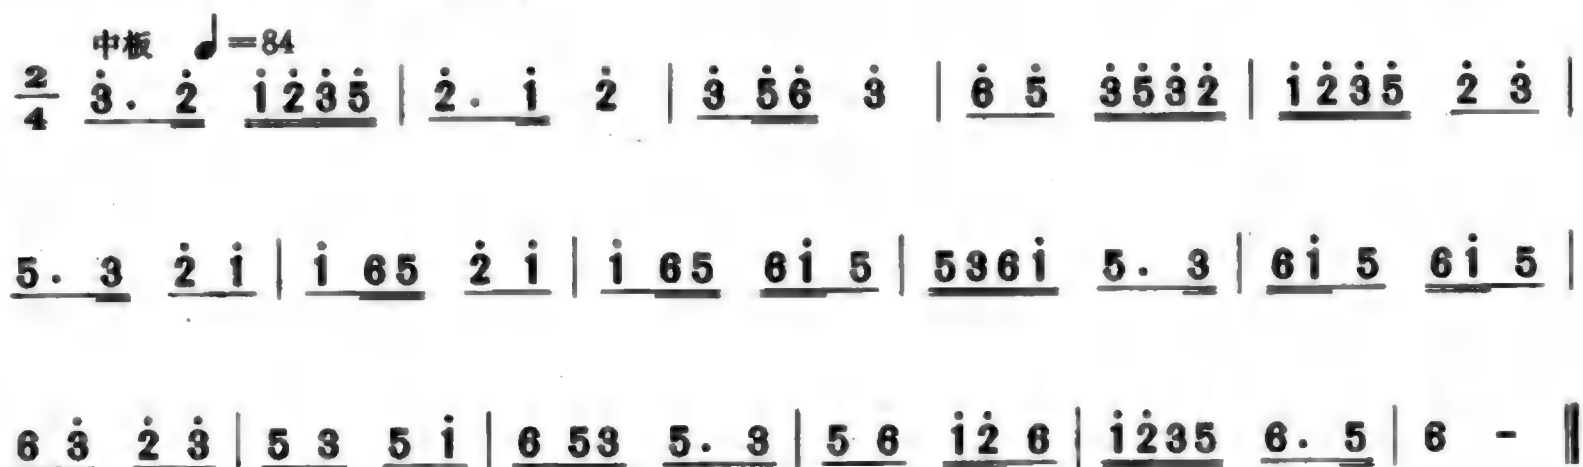 中板 ♩=84
2/4 3̇. 2̇ 1̇2̇3̇5̇ | 2̇. 1̇ 2̇ | 3̇ 5̇6̇ 3̇ | 6̇ 5̇ 3̇5̇3̇2̇ | 1̇2̇3̇5̇ 2̇ 3̇ |
5. 3 2̇ 1̇ | 1̇ 65 2̇ 1̇ | 1̇ 65 61̇ 5 | 5361̇ 5. 3 | 61̇ 5 61̇ 5 |
6 3̇ 2̇ 3̇ | 5 3 5 1̇ | 6 53 5. 3 | 5 6 1̇2̇ 6 | 1̇2̇35 6. 5 | 6 - ‖